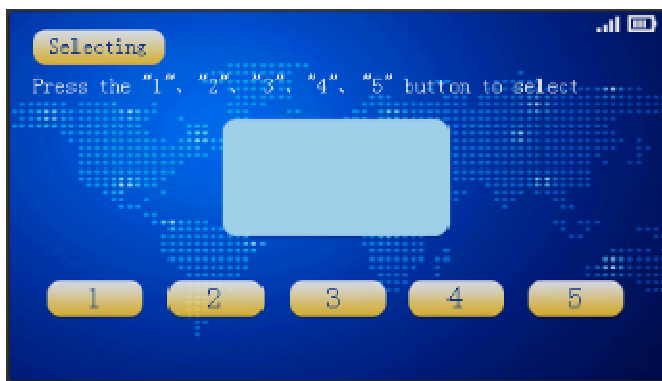 Selecting
Press the "1"、"2"、"3"、"4"、"5" button to select
1 2 3 4 5